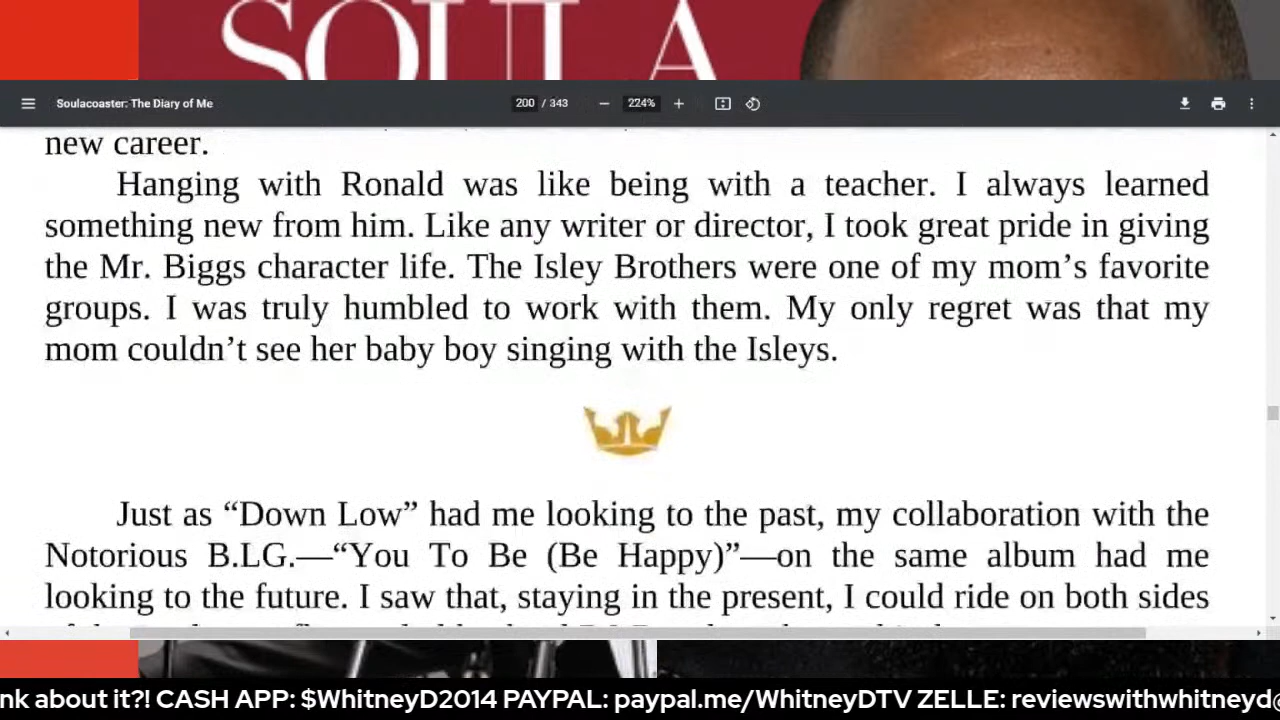 SOUL A
Soulacoaster: The Diary of Me
200 / 343
224%
new career.
Hanging with Ronald was like being with a teacher. I always learned
something new from him. Like any writer or director, I took great pride in giving
the Mr. Biggs character life. The Isley Brothers were one of my mom’s favorite
groups. I was truly humbled to work with them. My only regret was that my
mom couldn’t see her baby boy singing with the Isleys.
Just as “Down Low” had me looking to the past, my collaboration with the
Notorious B.LG.—“You To Be (Be Happy)”—on the same album had me
looking to the future. I saw that, staying in the present, I could ride on both sides
nk about it?! CASH APP: $WhitneyD2014 PAYPAL: paypal.me/WhitneyDTV ZELLE: reviewswithwhitneyd@